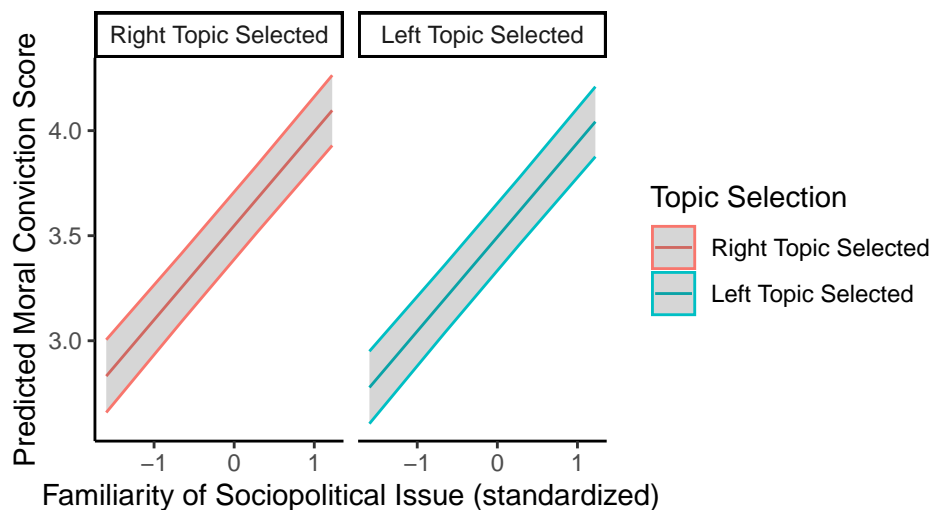 Right Topic Selected
Left Topic Selected
Predicted Moral Conviction Score
4.0
3.5
3.0
−1
0
1
−1
0
1
Familiarity of Sociopolitical Issue (standardized)
Topic Selection
Right Topic Selected
Left Topic Selected